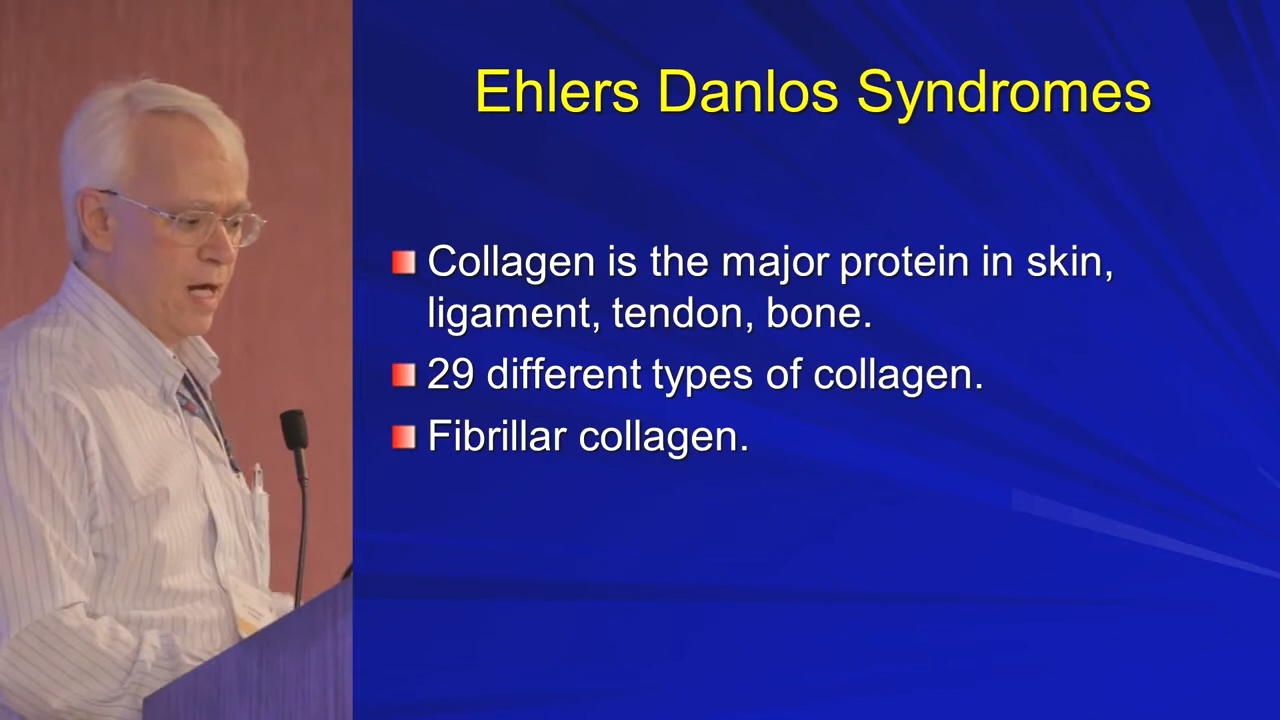 Ehlers Danlos Syndromes
Collagen is the major protein in skin,
ligament, tendon, bone.
29 different types of collagen.
Fibrillar collagen.